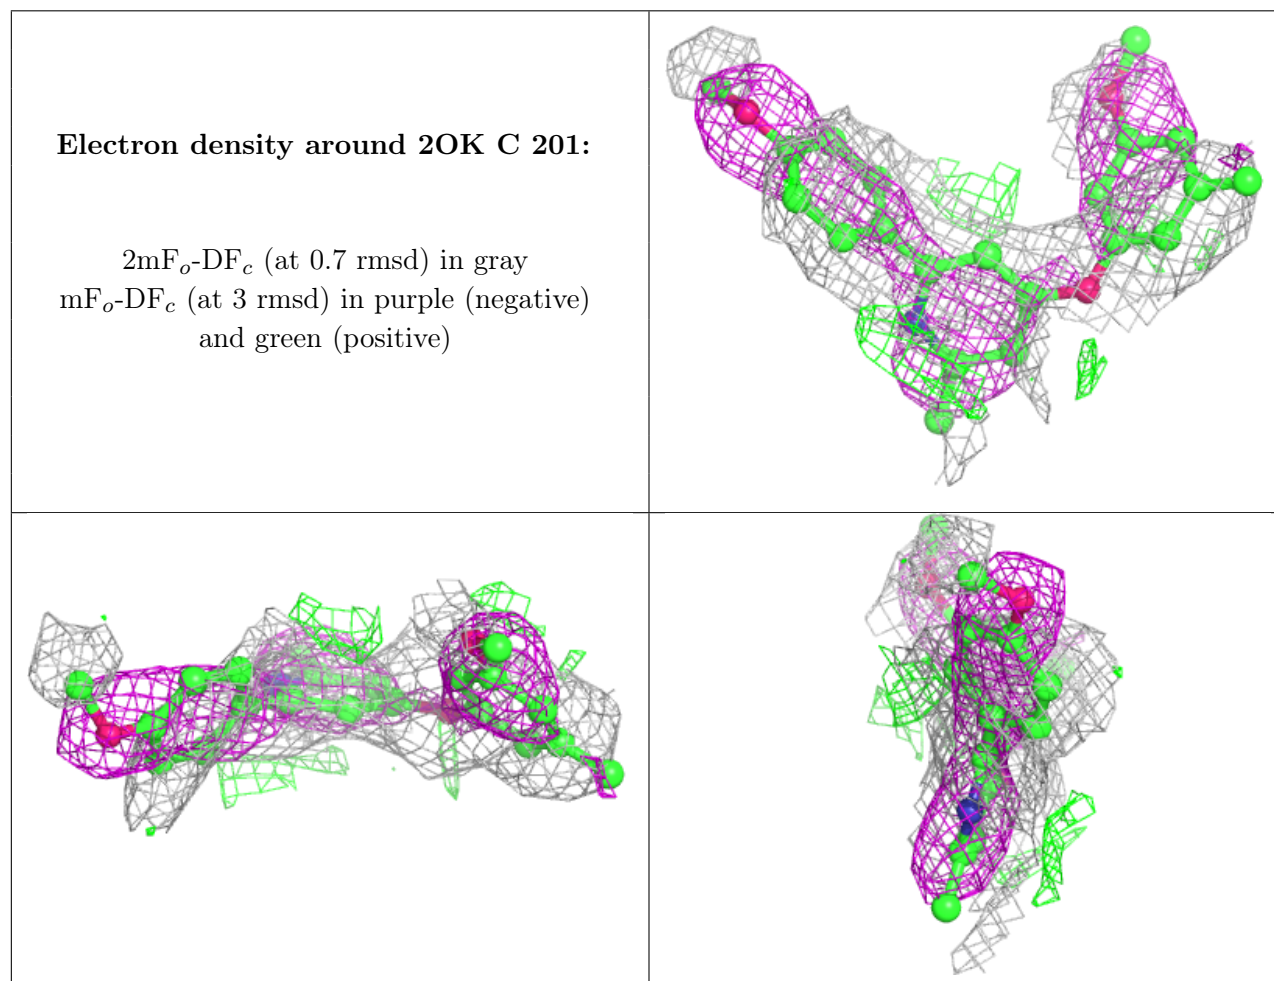 Electron density around 2OK C 201:
2mFo-DFc (at 0.7 rmsd) in gray
mFo-DFc (at 3 rmsd) in purple (negative)
and green (positive)